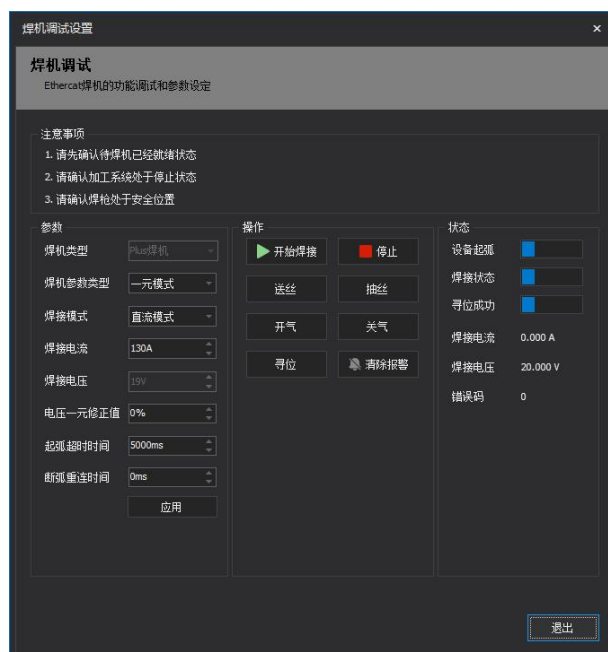 焊机调试设置
焊机调试
Ethercat焊机的功能调试和参数设定
注意事项
1. 请先确认待焊机已经就绪状态
2. 请确认加工系统处于停止状态
3. 请确认焊枪处于安全位置
参数
焊机类型 Plus焊机
焊机参数类型 一元模式
焊接模式 直流模式
焊接电流 130A
焊接电压 19V
电压一元修正值 0%
起弧超时时间 5000ms
断弧重连时间 0ms
应用
操作
开始焊接 停止
送丝 抽丝
开气 关气
寻位 清除报警
状态
设备起弧
焊接状态
寻位成功
焊接电流 0.000 A
焊接电压 20.000 V
错误码 0
退出